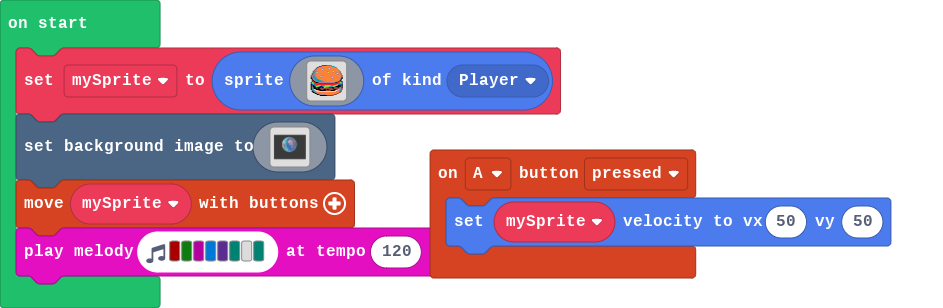 on start
set mySprite to sprite of kind Player
set background image to
move mySprite with buttons
play melody at tempo 120
on A button pressed
set mySprite velocity to vx 50 vy 50